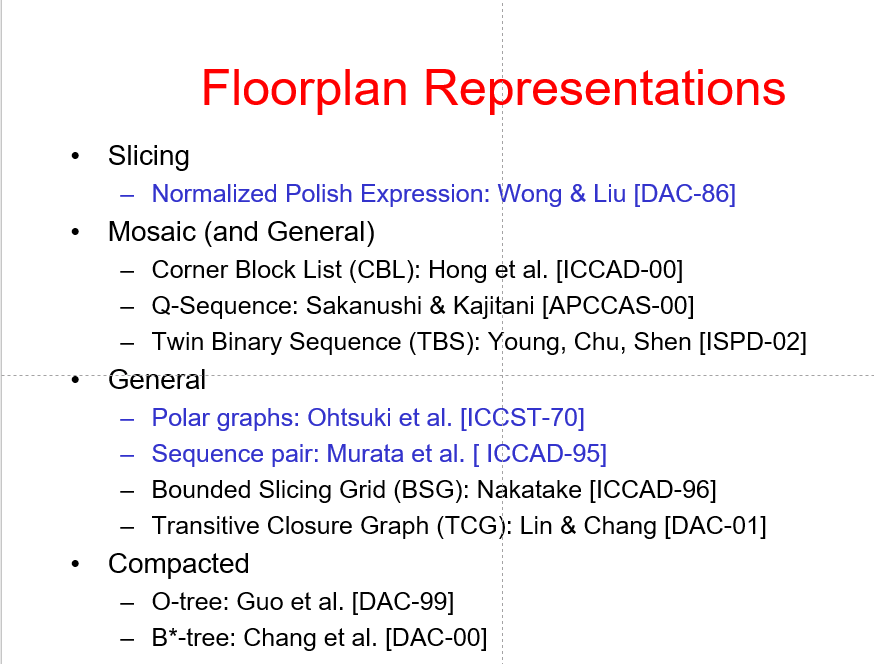 Floorplan Representations
• Slicing
– Normalized Polish Expression: Wong & Liu [DAC-86]
• Mosaic (and General)
– Corner Block List (CBL): Hong et al. [ICCAD-00]
– Q-Sequence: Sakanushi & Kajitani [APCCAS-00]
– Twin Binary Sequence (TBS): Young, Chu, Shen [ISPD-02]
• General
– Polar graphs: Ohtsuki et al. [ICCST-70]
– Sequence pair: Murata et al. [ ICCAD-95]
– Bounded Slicing Grid (BSG): Nakatake [ICCAD-96]
– Transitive Closure Graph (TCG): Lin & Chang [DAC-01]
• Compacted
– O-tree: Guo et al. [DAC-99]
– B*-tree: Chang et al. [DAC-00]